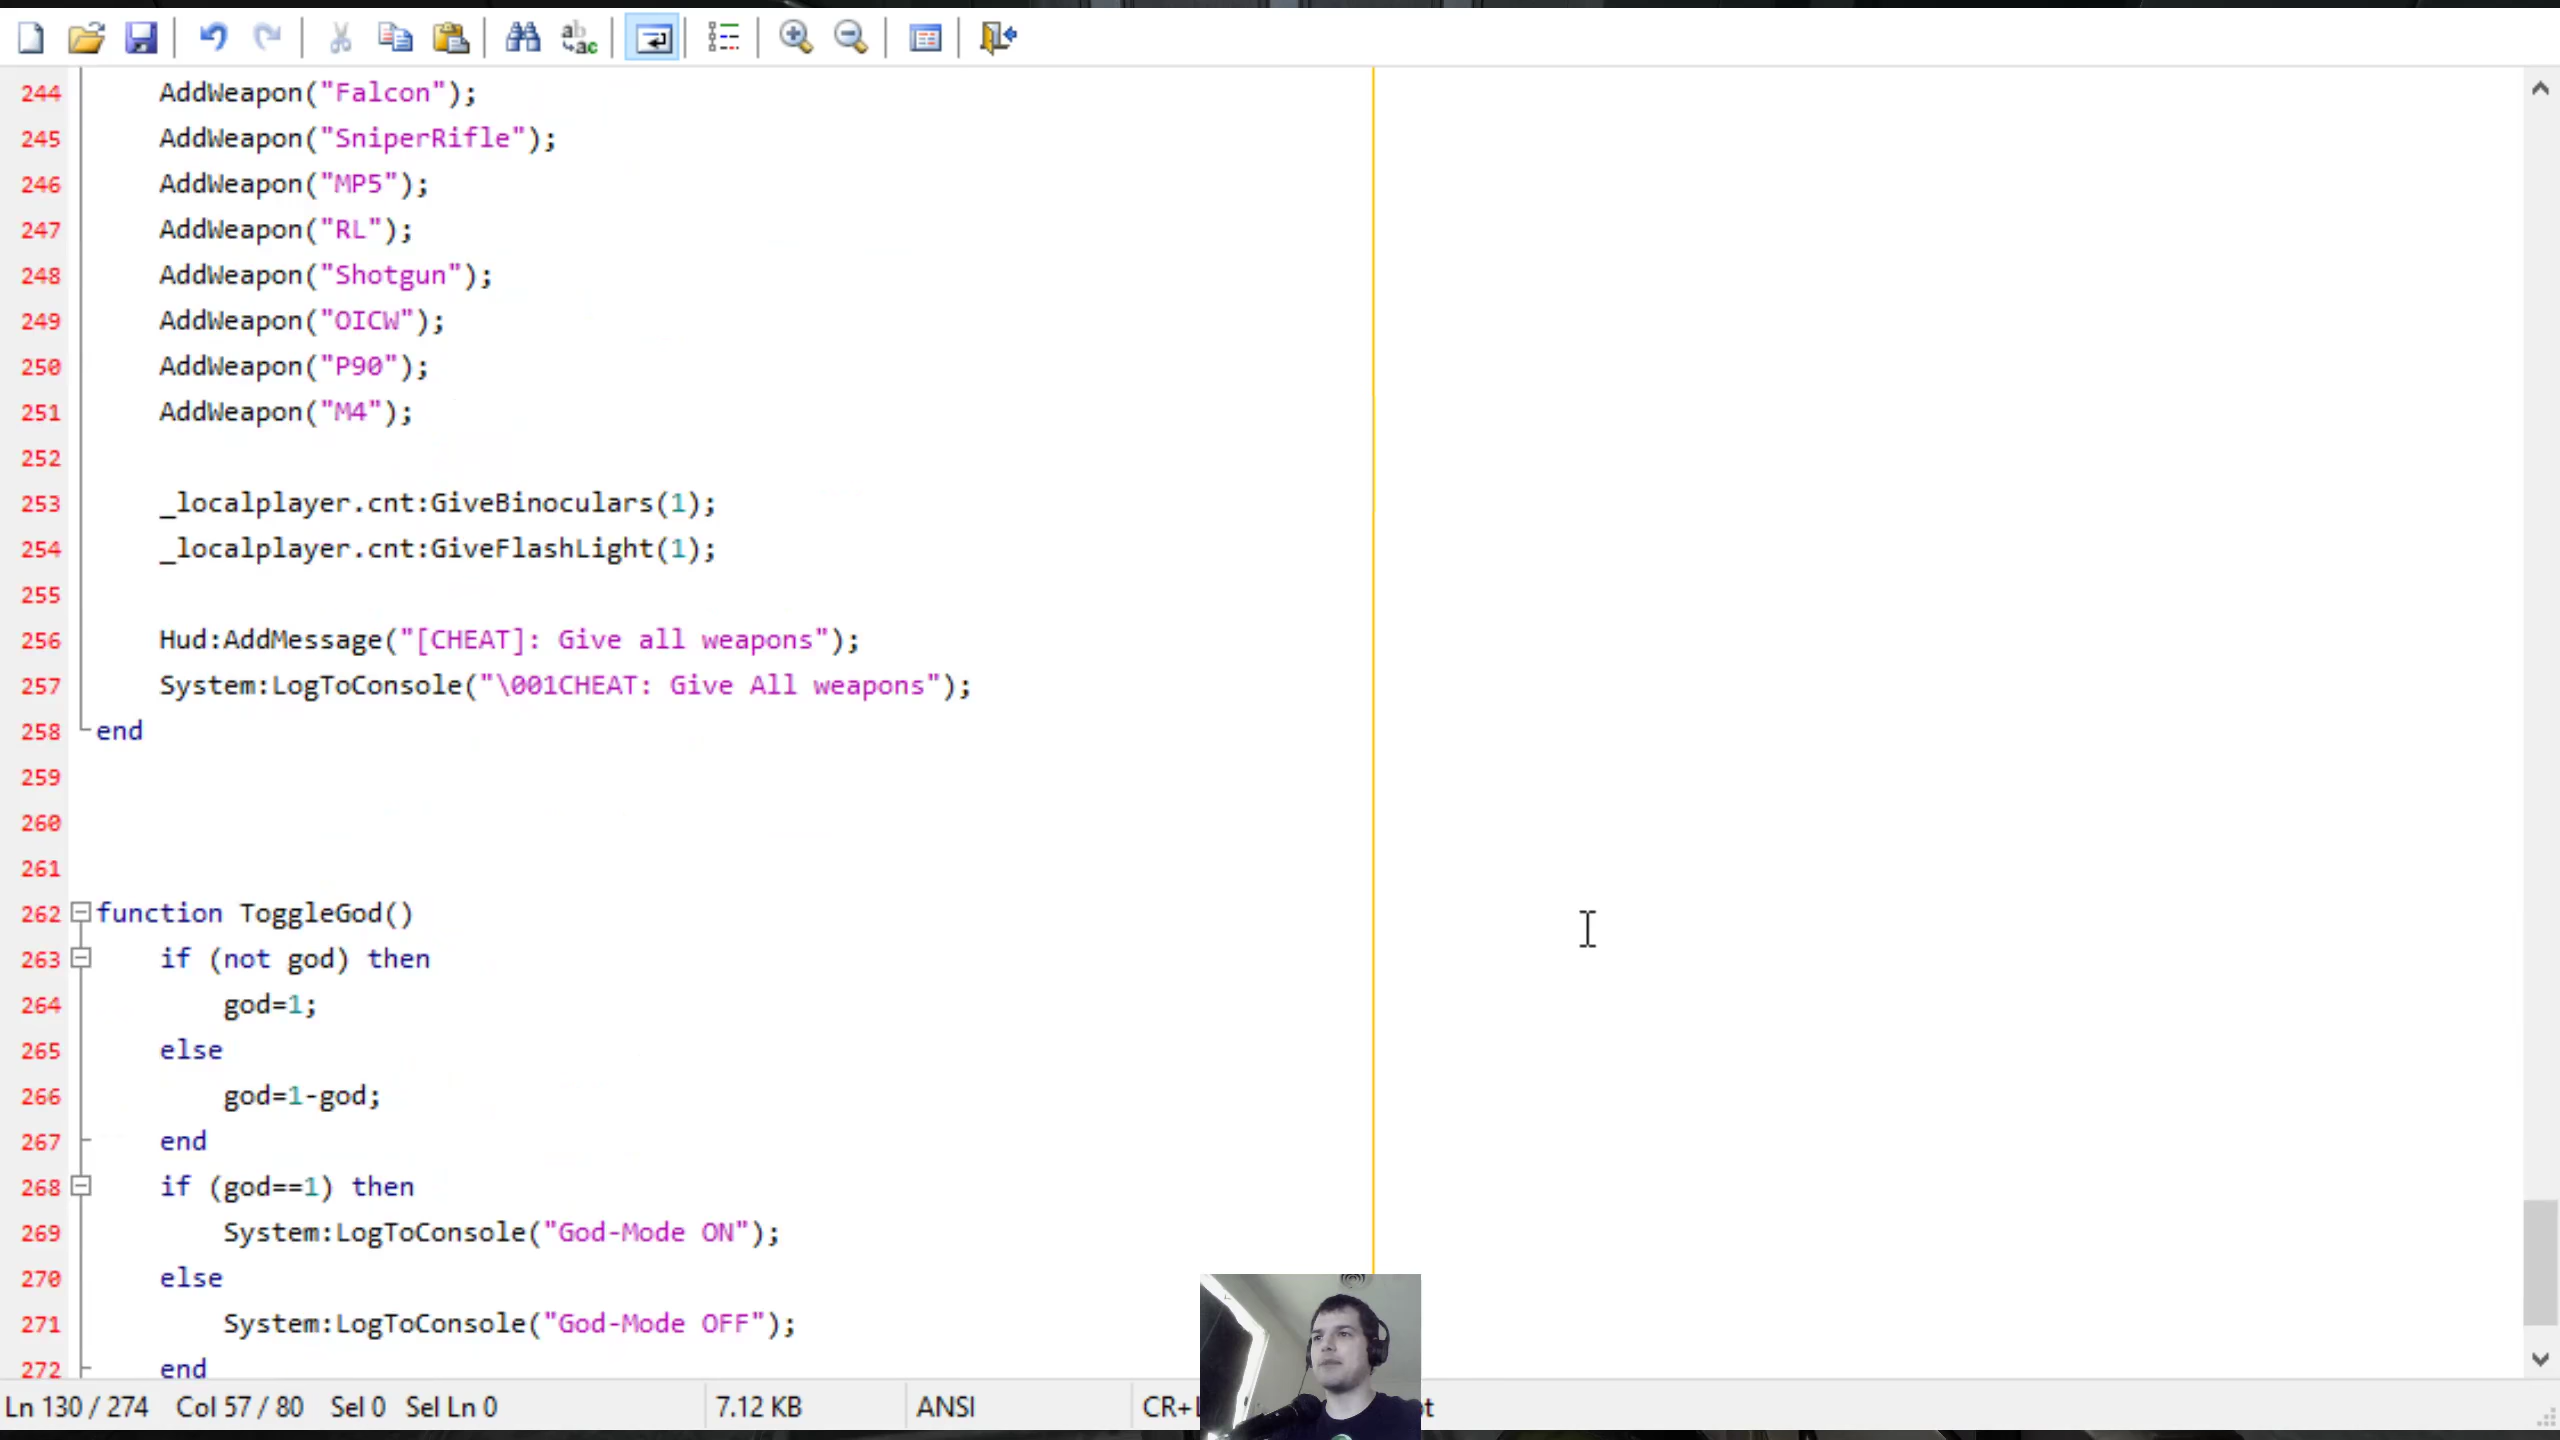 244 AddWeapon("Falcon");
245 AddWeapon("SniperRifle");
246 AddWeapon("MP5");
247 AddWeapon("RL");
248 AddWeapon("Shotgun");
249 AddWeapon("OICW");
250 AddWeapon("P90");
251 AddWeapon("M4");
252
253 _localplayer.cnt:GiveBinoculars(1);
254 _localplayer.cnt:GiveFlashLight(1);
255
256 Hud:AddMessage("[CHEAT]: Give all weapons");
257 System:LogToConsole("\001CHEAT: Give All weapons");
258 end
259
260
261
262 function ToggleGod()
263 if (not god) then
264 god=1;
265 else
266 god=1-god;
267 end
268 if (god==1) then
269 System:LogToConsole("God-Mode ON");
270 else
271 System:LogToConsole("God-Mode OFF");
272 end
Ln 130 / 274 Col 57 / 80 Sel 0 Sel Ln 0 7.12 KB ANSI